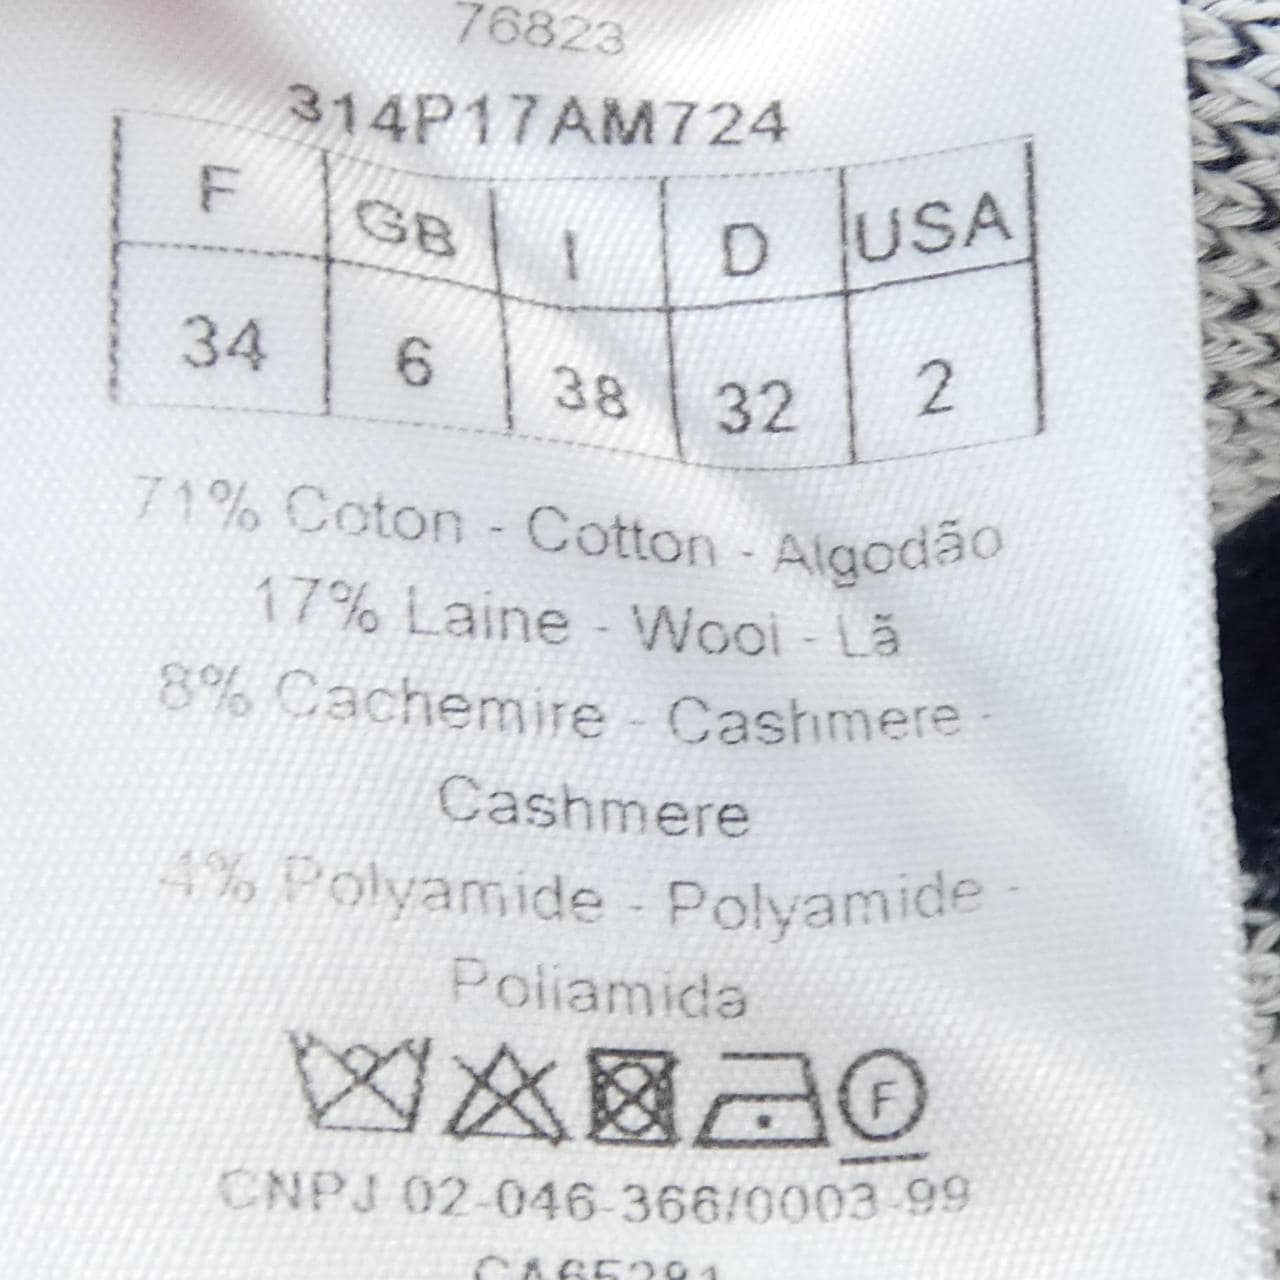 76823
314P17AM724
F GB I D USA
34 6 38 32 2
71% Coton - Cotton - Algodão
17% Laine - Wool - Lã
8% Cachemire - Cashmere -
Cashmere
4% Polyamide - Polyamide -
Poliamida
F
CNPJ 02-046-366/0003-99
CA65281